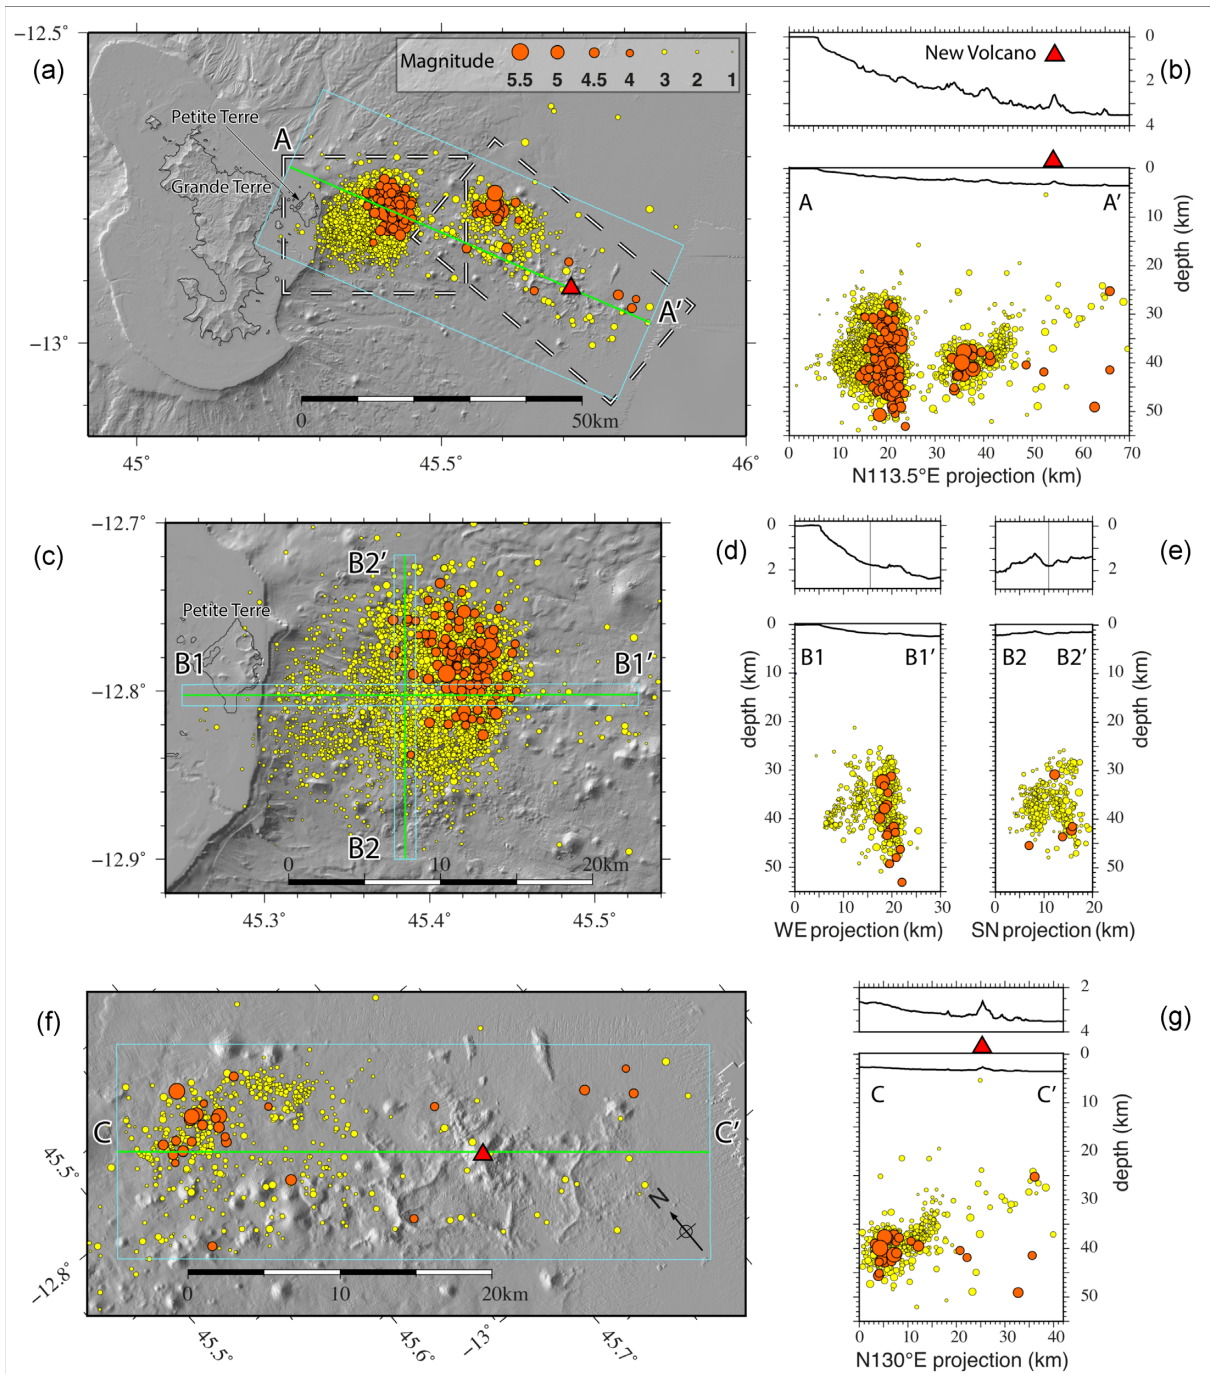 −12.5°
(a)
Magnitude
5.5 5 4.5 4 3 2 1
Petite Terre
A
Grande Terre
A′
−13°
0 50km
45° 45.5° 46°
New Volcano
(b)
0
2
4
A A′
0
10
20
30
40
50
depth (km)
0 10 20 30 40 50 60 70
N113.5°E projection (km)
−12.7°
(c)
B2′
Petite Terre
B1 B1′
−12.8°
B2
0 10 20km
−12.9°
45.3° 45.4° 45.5°
(d)
0
2
B1 B1′
depth (km)
0
10
20
30
40
50
0 10 20 30
WE projection (km)
(e)
0
2
B2 B2′
0
10
20
30
40
50
depth (km)
0 10 20
SN projection (km)
(f)
C C′
45.5°
N
−12.8°
0 10 20km
45.5° 45.6° −13° 45.7°
(g)
2
4
C C′
0
10
20
30
40
50
depth (km)
0 10 20 30 40
N130°E projection (km)